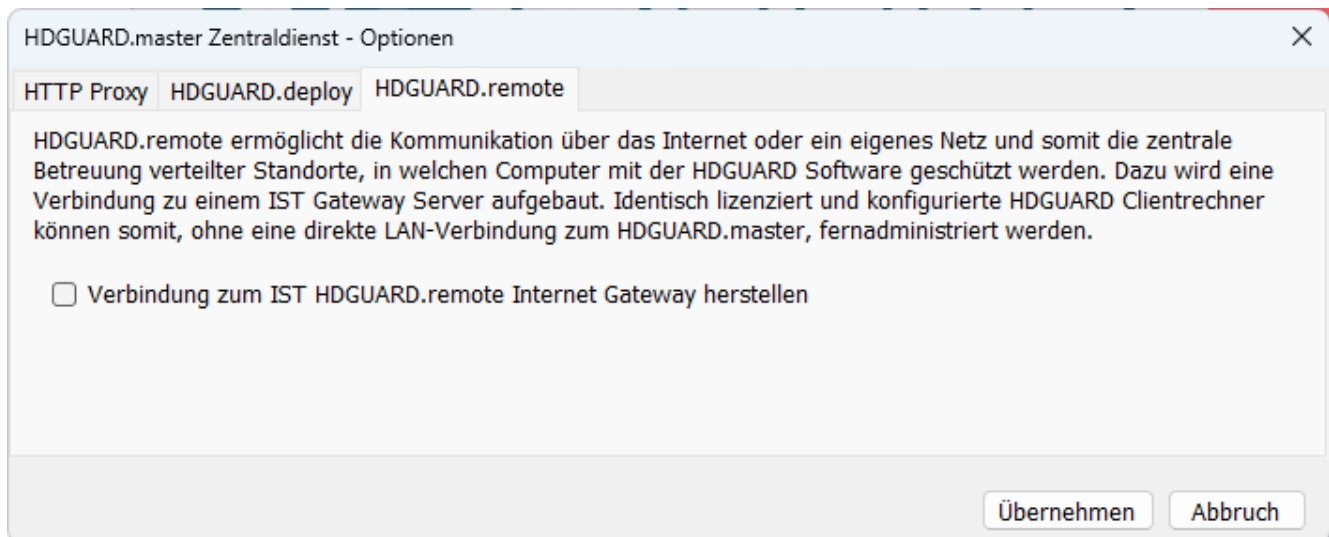 HDGUARD.master Zentraldienst - Optionen
HTTP Proxy HDGUARD.deploy HDGUARD.remote
HDGUARD.remote ermöglicht die Kommunikation über das Internet oder ein eigenes Netz und somit die zentrale
Betreuung verteilter Standorte, in welchen Computer mit der HDGUARD Software geschützt werden. Dazu wird eine
Verbindung zu einem IST Gateway Server aufgebaut. Identisch lizenziert und konfigurierte HDGUARD Clientrechner
können somit, ohne eine direkte LAN-Verbindung zum HDGUARD.master, fernadministriert werden.
Verbindung zum IST HDGUARD.remote Internet Gateway herstellen
Übernehmen Abbruch